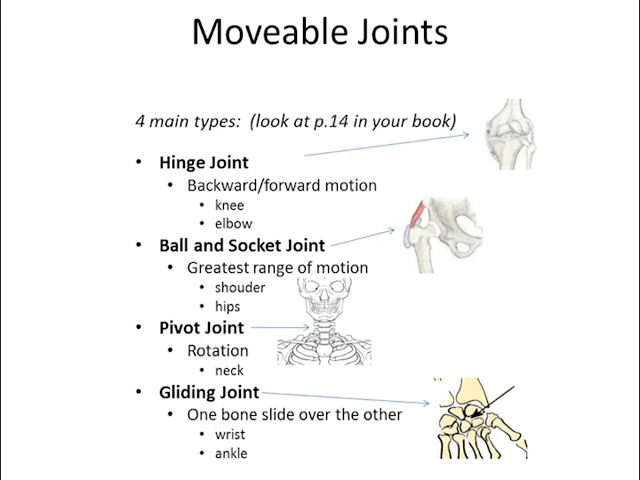 Moveable Joints
4 main types: (look at p.14 in your book)
• Hinge Joint
• Backward/forward motion
• knee
• elbow
• Ball and Socket Joint
• Greatest range of motion
• shouder
• hips
• Pivot Joint
• Rotation
• neck
• Gliding Joint
• One bone slide over the other
• wrist
• ankle